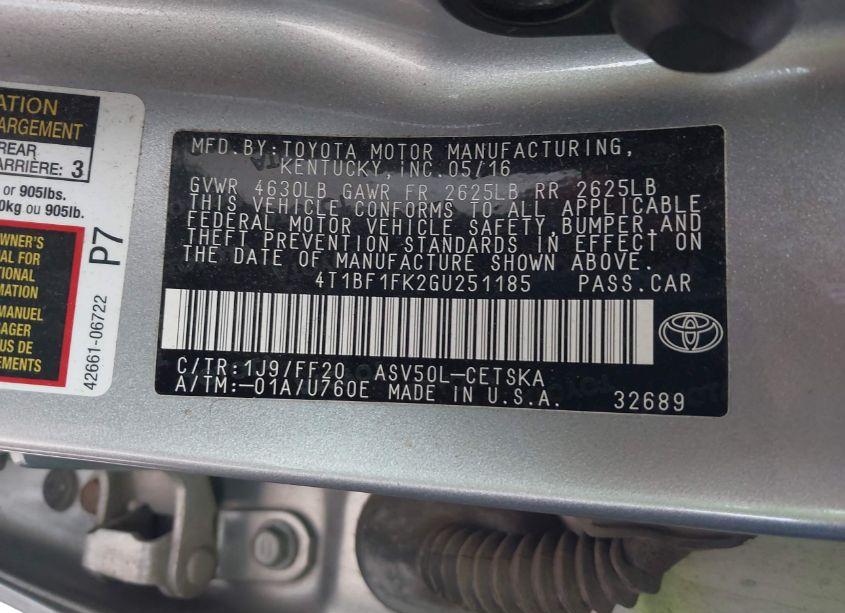 ATION
ARGEMENT
REAR
ARRIÈRE: 3
or 905lbs.
0kg ou 905lb.
OWNER'S
AL FOR
TIONAL
RMATION
MANUEL
AGER
US DE
EMENTS
P7
42661-06722
MFD.BY:TOYOTA MOTOR MANUFACTURING,
KENTUCKY,INC.05/16
GVWR 4630LB GAWR FR 2625LB RR 2625LB
THIS VEHICLE CONFORMS TO ALL APPLICABLE
FEDERAL MOTOR VEHICLE SAFETY,BUMPER,AND
THEFT PREVENTION STANDARDS IN EFFECT ON
THE DATE OF MANUFACTURE SHOWN ABOVE.
4T1BF1FK2GU251185 PASS.CAR
C/TR:1J9/FF20 ASV50L-CETSKA
A/TM:-01A/U760E MADE IN U.S.A.
32689